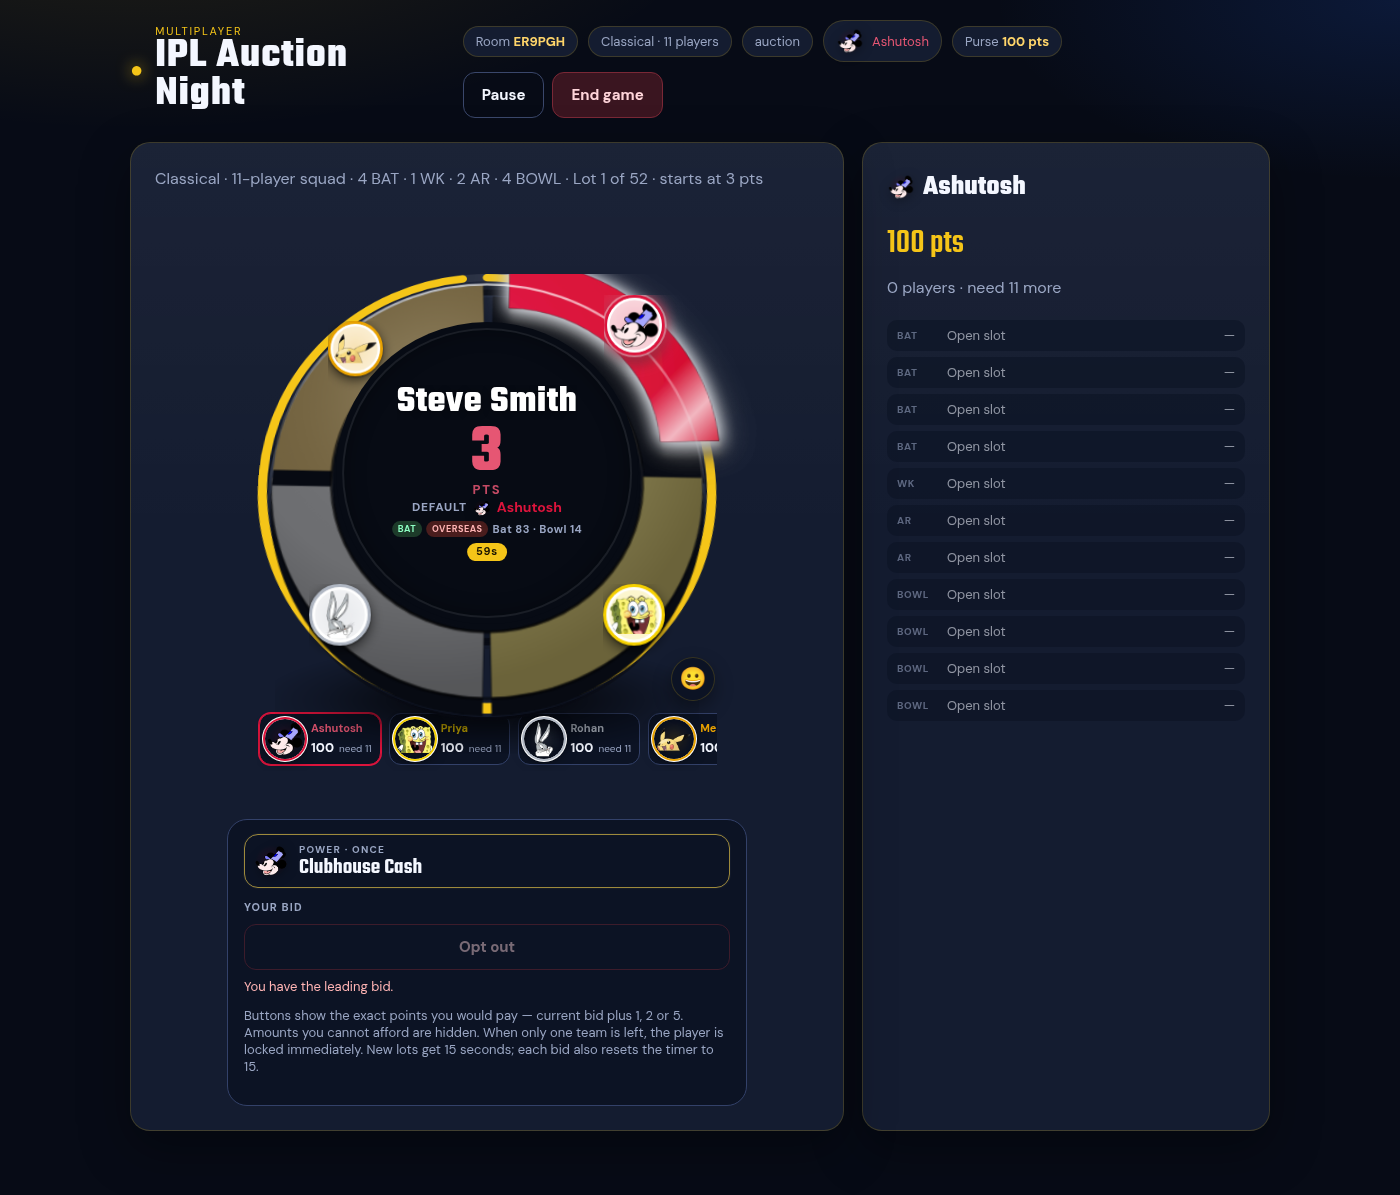 MULTIPLAYER
IPL Auction
Night
Room ER9PGH
Classical · 11 players
auction
Ashutosh
Purse 100 pts
Pause
End game
Classical · 11-player squad · 4 BAT · 1 WK · 2 AR · 4 BOWL · Lot 1 of 52 · starts at 3 pts
Steve Smith
3
PTS
DEFAULT Ashutosh
BAT OVERSEAS Bat 83 · Bowl 14
59s
😀
Ashutosh
100 need 11
Priya
100 need 11
Rohan
100 need 11
Me
100
POWER · ONCE
Clubhouse Cash
YOUR BID
Opt out
You have the leading bid.
Buttons show the exact points you would pay — current bid plus 1, 2 or 5.
Amounts you cannot afford are hidden. When only one team is left, the player is
locked immediately. New lots get 15 seconds; each bid also resets the timer to
15.
Ashutosh
100 pts
0 players · need 11 more
BAT Open slot —
BAT Open slot —
BAT Open slot —
BAT Open slot —
WK Open slot —
AR Open slot —
AR Open slot —
BOWL Open slot —
BOWL Open slot —
BOWL Open slot —
BOWL Open slot —